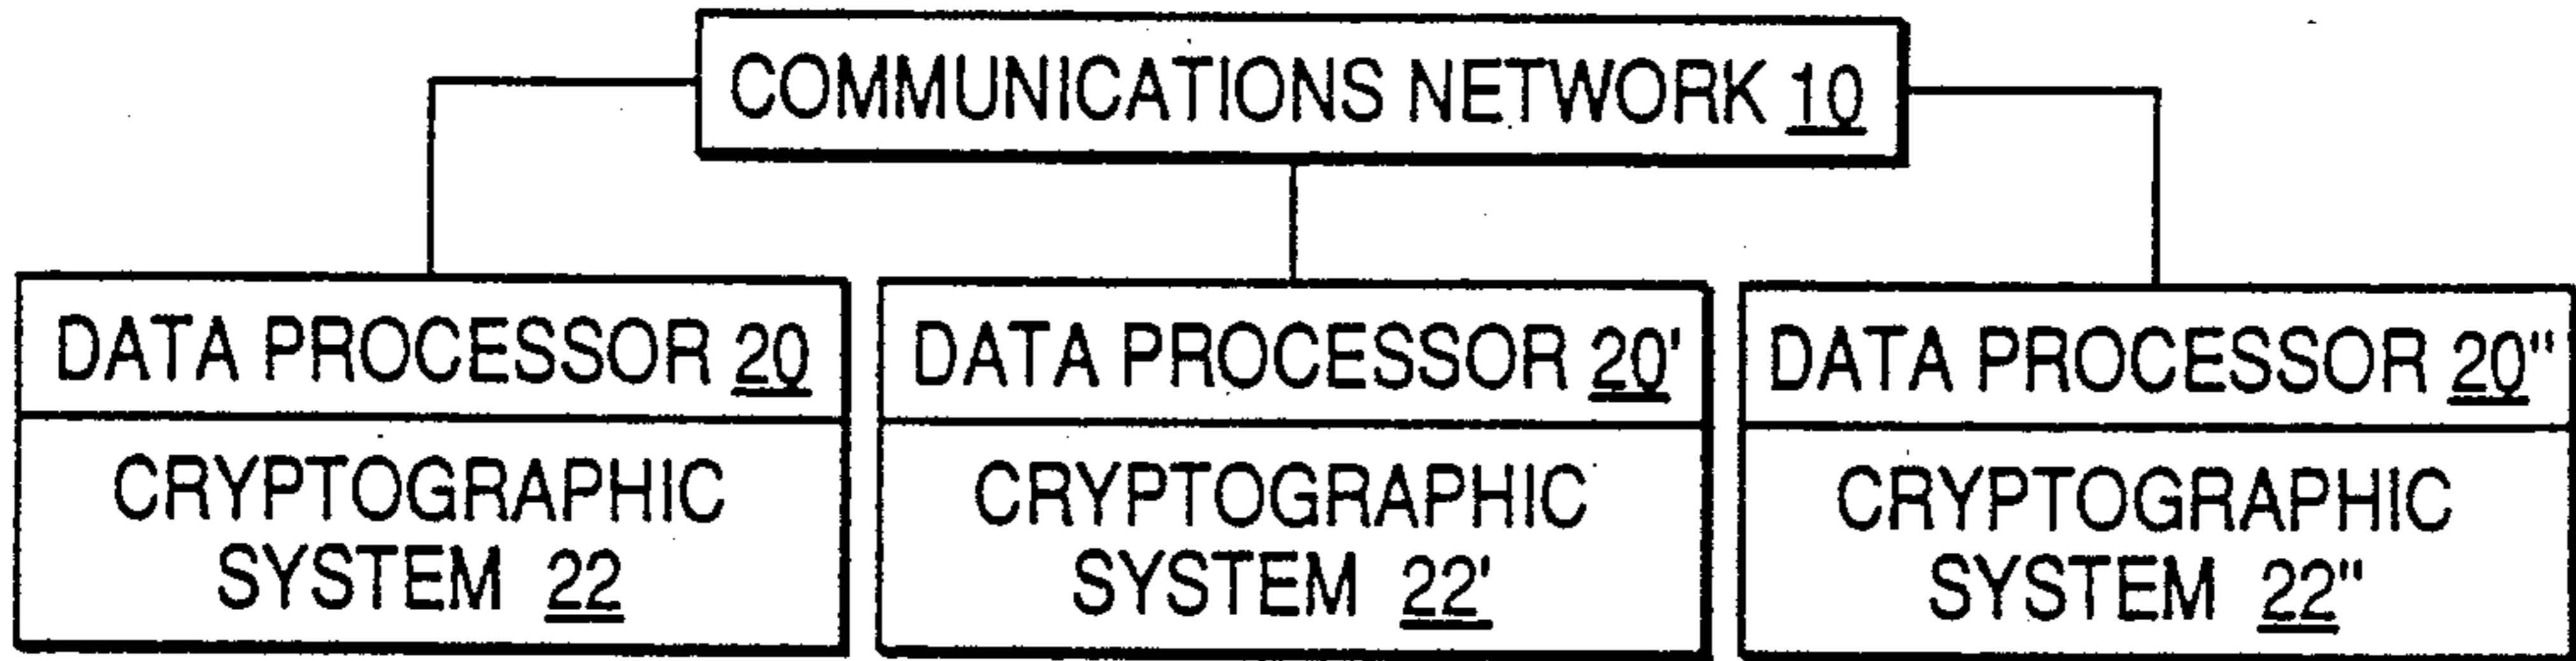 COMMUNICATIONS NETWORK 10
DATA PROCESSOR 20
CRYPTOGRAPHIC
SYSTEM 22
DATA PROCESSOR 20'
CRYPTOGRAPHIC
SYSTEM 22'
DATA PROCESSOR 20"
CRYPTOGRAPHIC
SYSTEM 22"